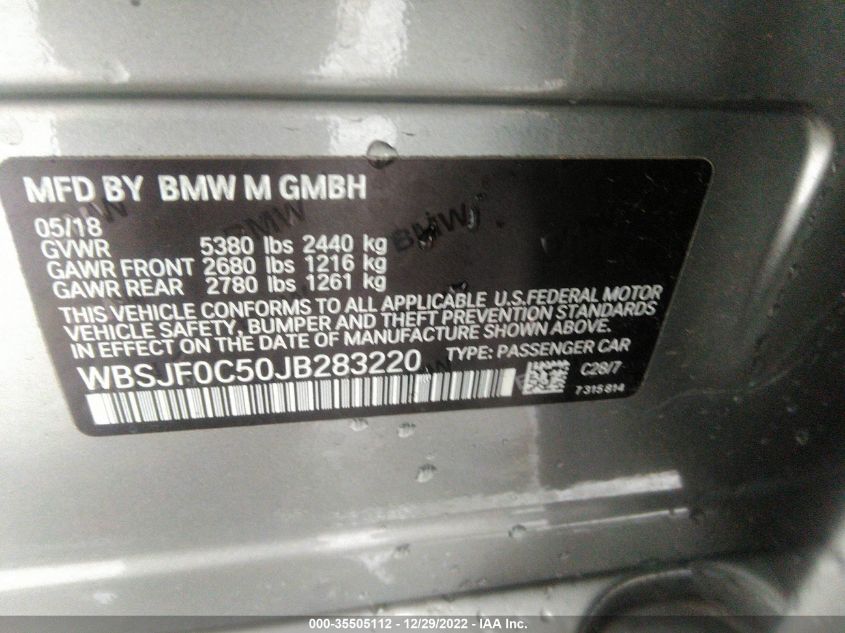 MFD BY BMW M GMBH
05/18
GVWR 5380 lbs 2440 kg
GAWR FRONT 2680 lbs 1216 kg
GAWR REAR 2780 lbs 1261 kg
THIS VEHICLE CONFORMS TO ALL APPLICABLE U.S.FEDERAL MOTOR
VEHICLE SAFETY, BUMPER AND THEFT PREVENTION STANDARDS
IN EFFECT ON THE DATE OF MANUFACTURE SHOWN ABOVE.
WBSJF0C50JB283220 TYPE: PASSENGER CAR
C28/7
7315814
000-35505112 - 12/29/2022 - IAA Inc.